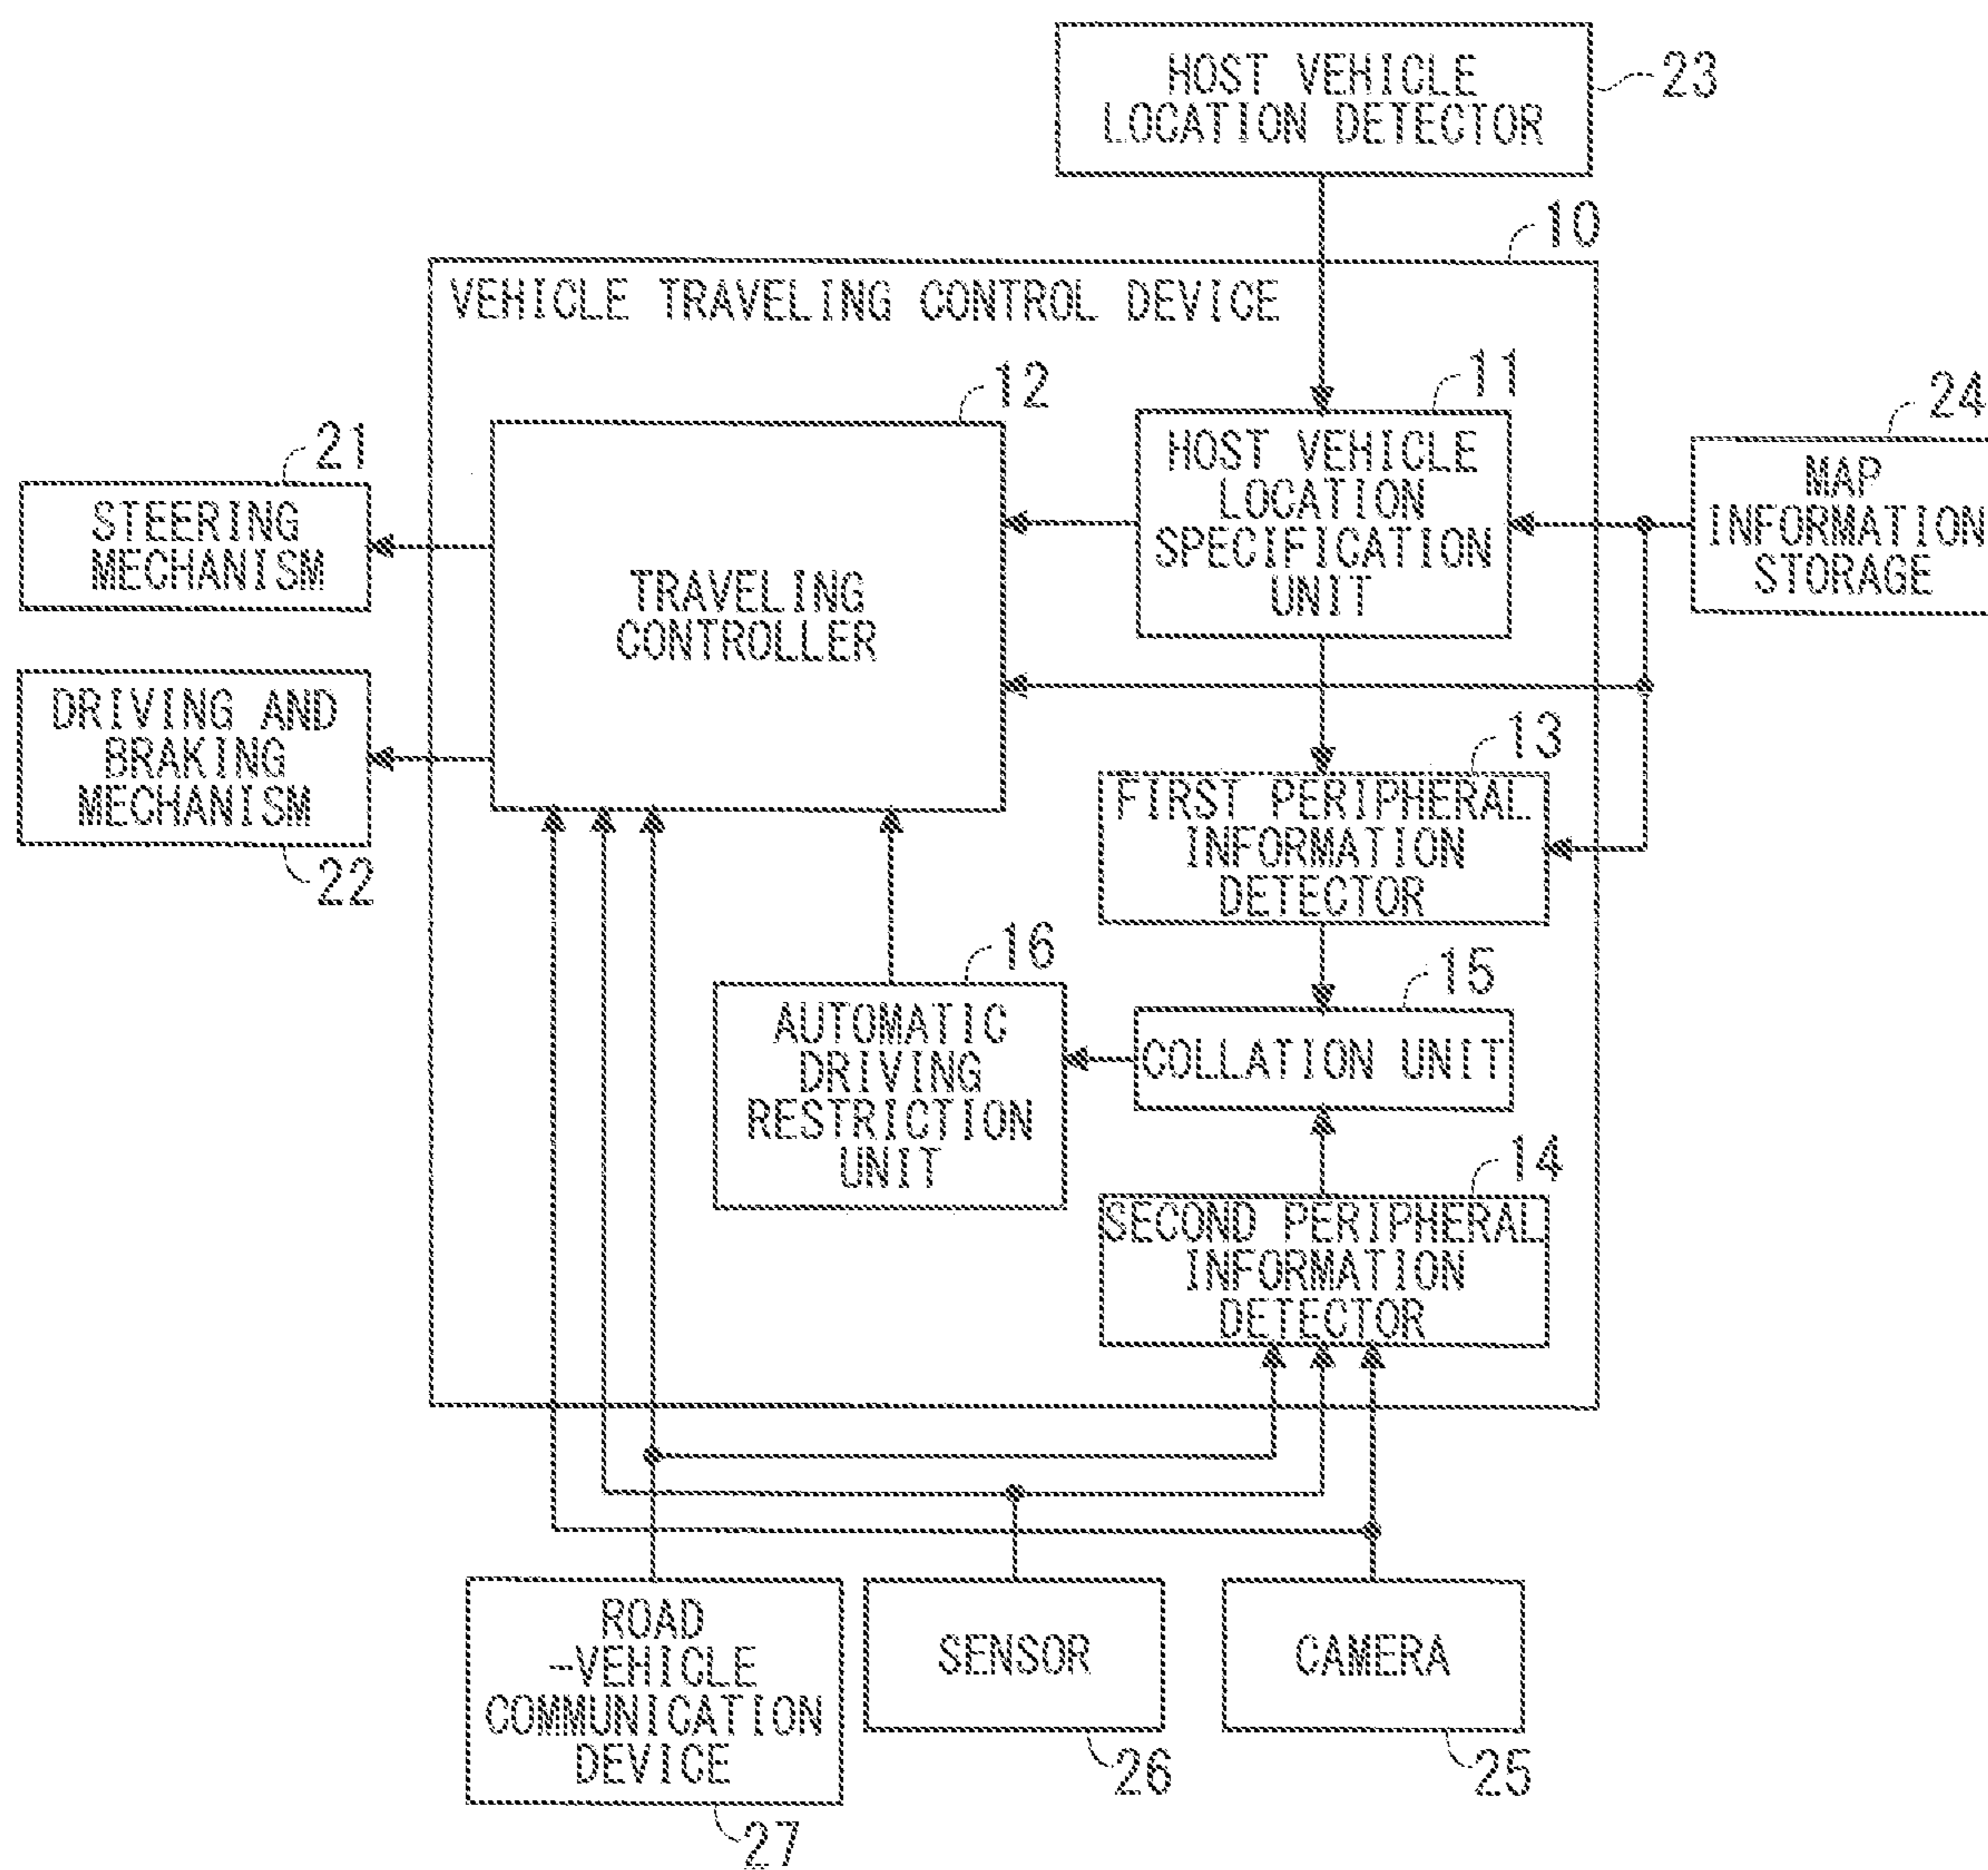 HOST VEHICLE
LOCATION DETECTOR
23
10
VEHICLE TRAVELING CONTROL DEVICE
12
11
24
21
HOST VEHICLE
LOCATION
SPECIFICATION
UNIT
MAP
INFORMATION
STORAGE
STEERING
MECHANISM
TRAVELING
CONTROLLER
DRIVING AND
BRAKING
MECHANISM
22
13
FIRST PERIPHERAL
INFORMATION
DETECTOR
16
15
AUTOMATIC
DRIVING
RESTRICTION
UNIT
COLLATION UNIT
14
SECOND PERIPHERAL
INFORMATION
DETECTOR
ROAD
-VEHICLE
COMMUNICATION
DEVICE
27
SENSOR
26
CAMERA
25